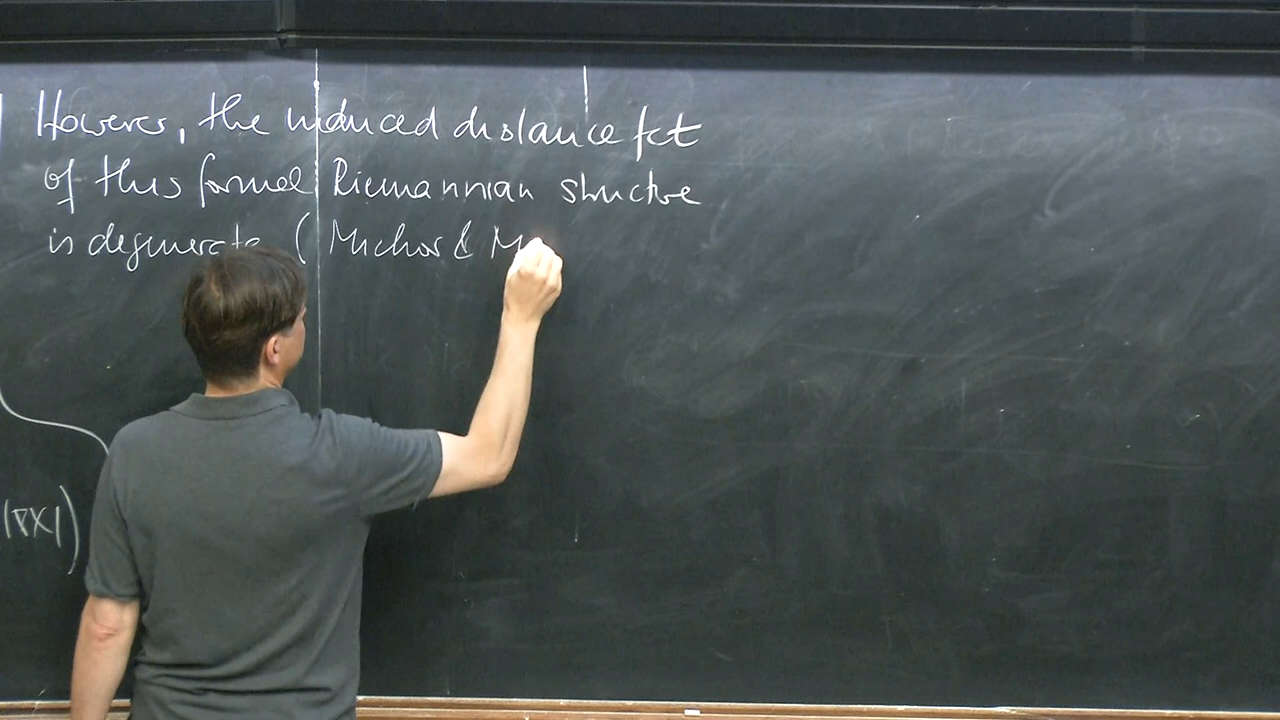 However, the induced distance fct
of this formal Riemannian structure
is degenerate (Michor & M
|∇X|)